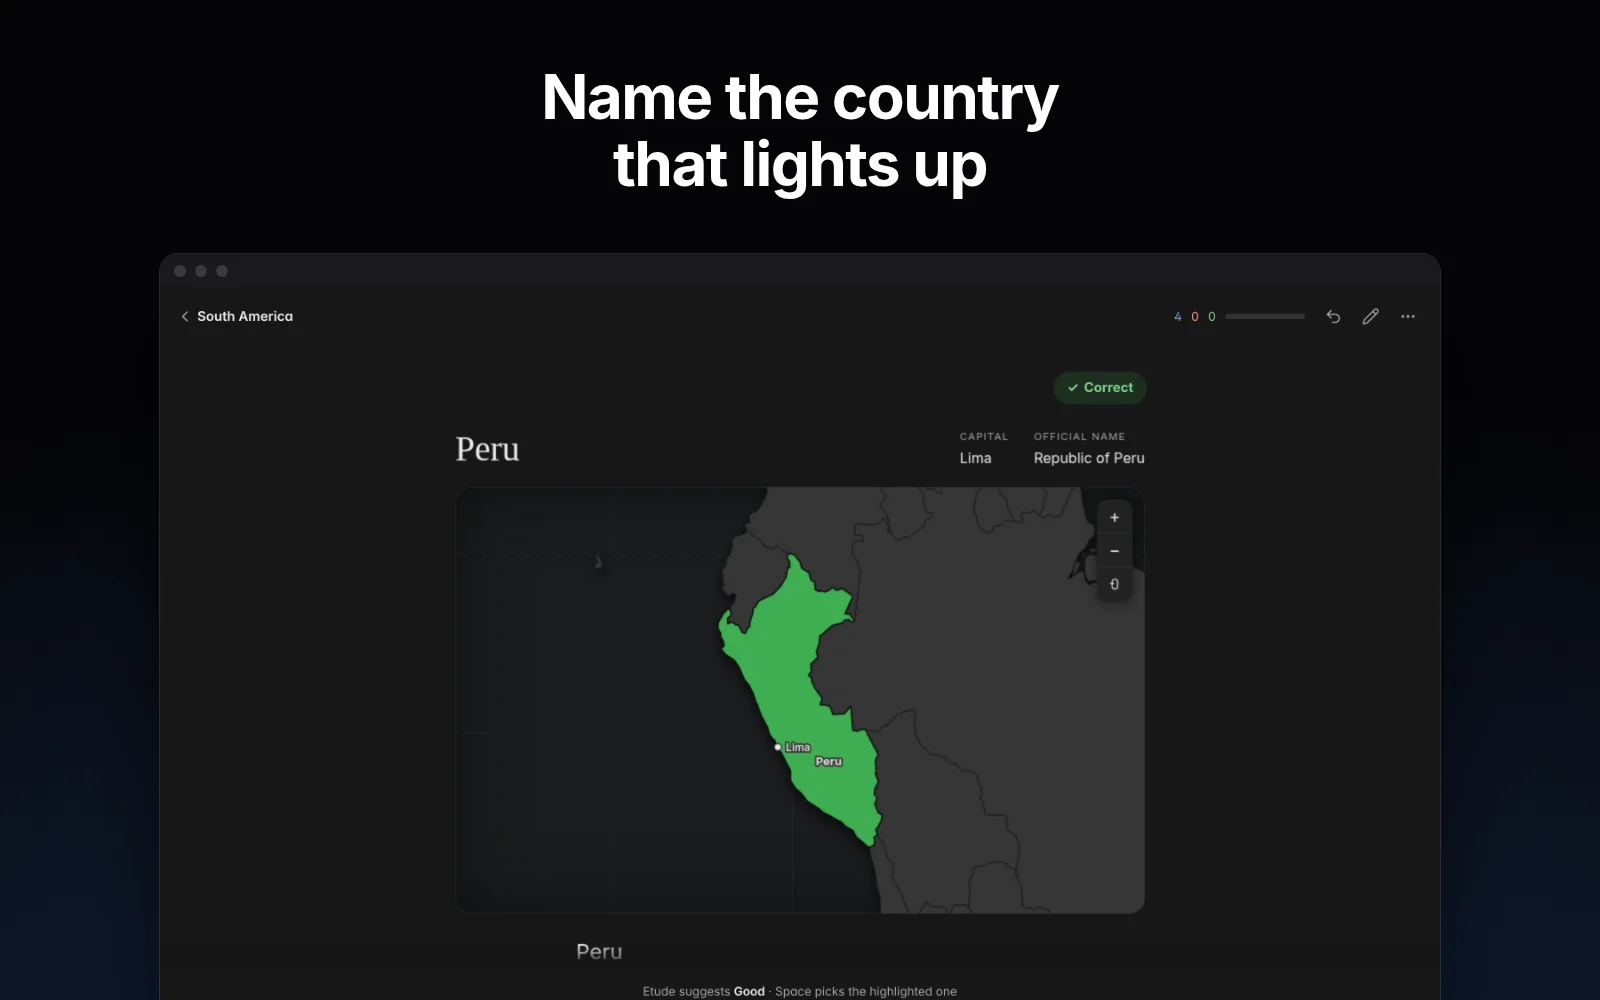 Name the country
that lights up
South America
4 0 0
Correct
Peru
CAPITAL
Lima
OFFICIAL NAME
Republic of Peru
+
−
Lima
Peru
Peru
Etude suggests Good · Space picks the highlighted one